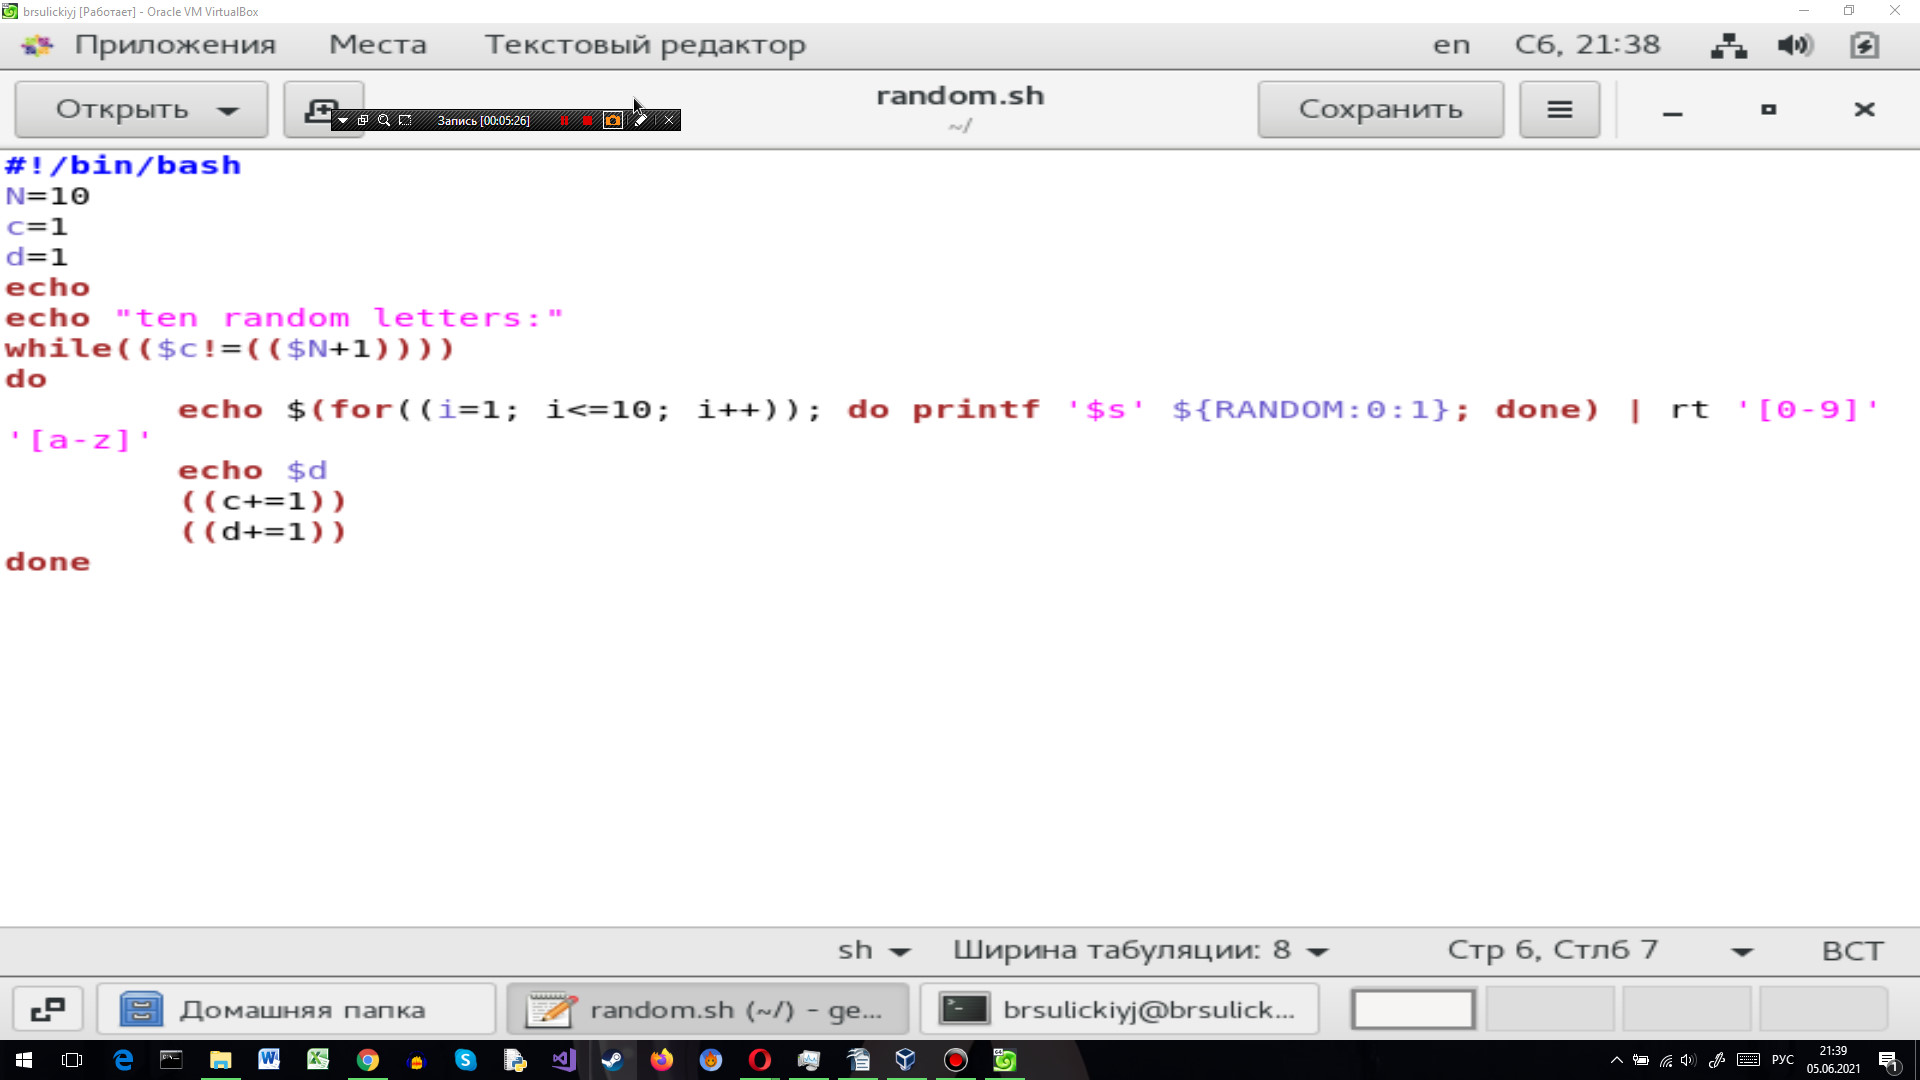 brsulickiyj [Работает] - Oracle VM VirtualBox
Приложения Места Текстовый редактор en Сб, 21:38
Открыть random.sh Сохранить
~/
Запись [00:05:26]
#!/bin/bash
N=10
c=1
d=1
echo
echo "ten random letters:"
while(($c!=(($N+1))))
do
echo $(for((i=1; i<=10; i++)); do printf '$s' ${RANDOM:0:1}; done) | rt '[0-9]'
'[a-z]'
echo $d
((c+=1))
((d+=1))
done
sh Ширина табуляции: 8 Стр 6, Стлб 7 ВСТ
Домашняя папка random.sh (~/) - ge... brsulickiyj@brsulick...
РУС 21:39
05.06.2021 1